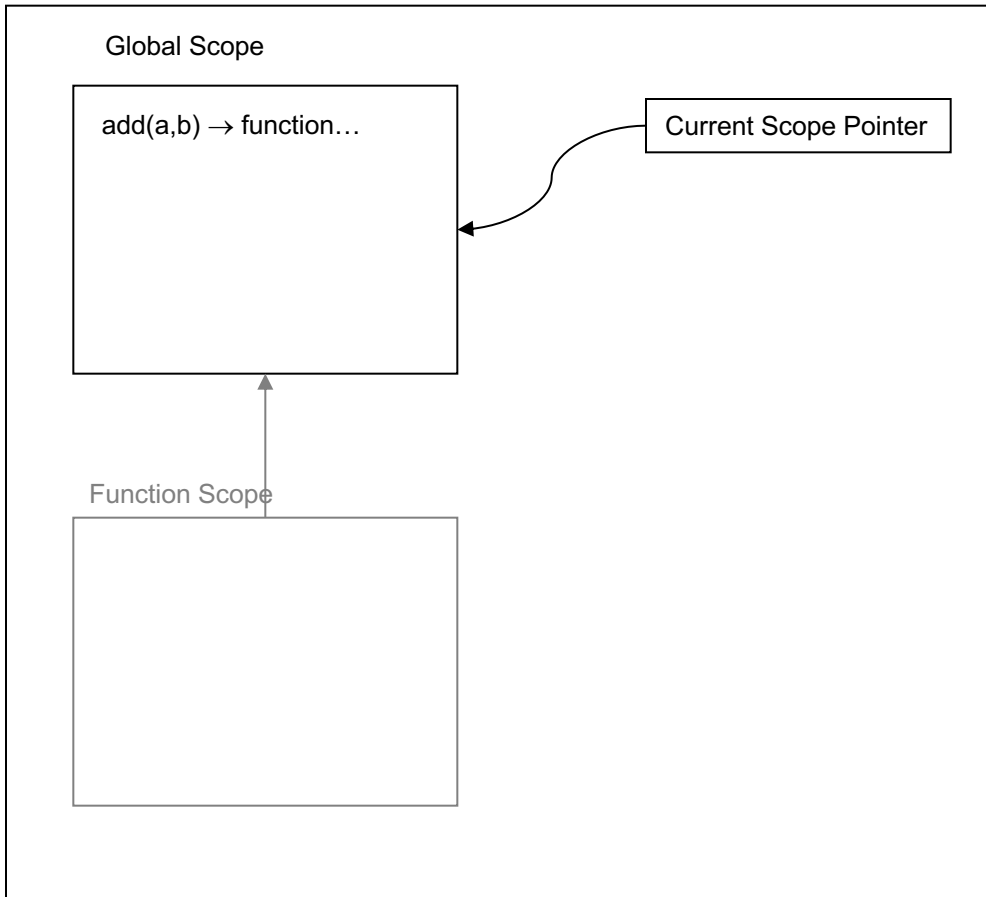 Global Scope
add(a,b) → function…
Current Scope Pointer
Function Scope